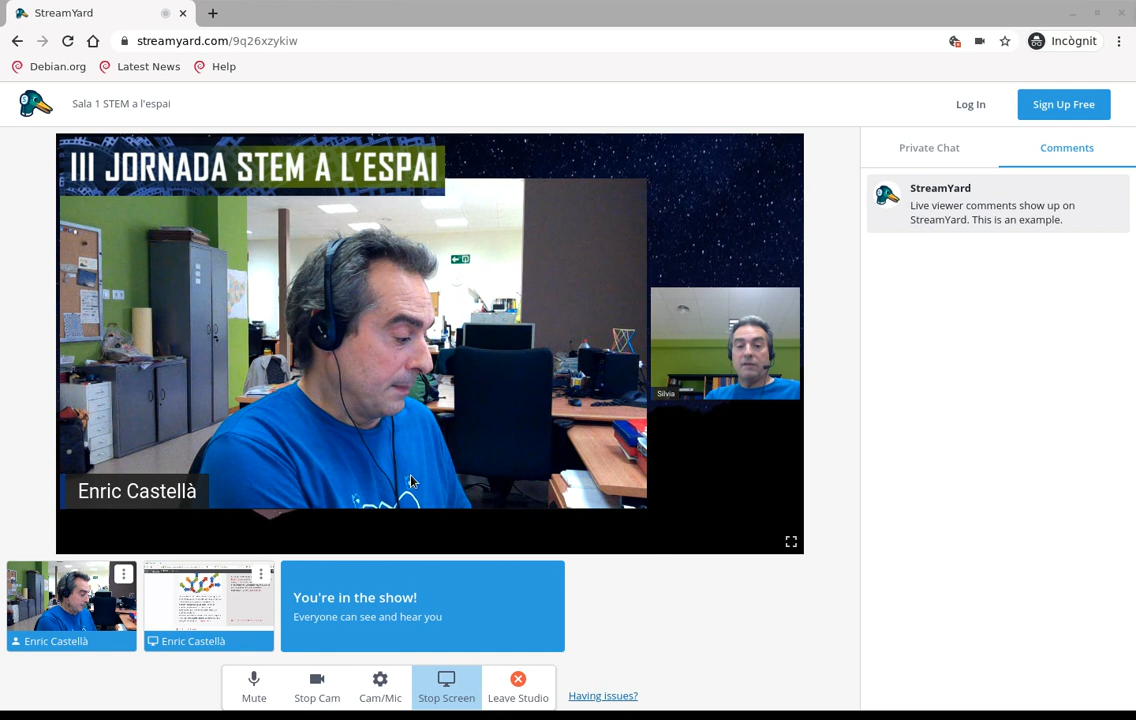 StreamYard
streamyard.com/9q26xzykiw
Incògnit
Debian.org
Latest News
Help
Sala 1 STEM a l'espai
Log In
Sign Up Free
III JORNADA STEM A L'ESPAI
Silvia
Enric Castellà
Private Chat
Comments
StreamYard
Live viewer comments show up on
StreamYard. This is an example.
Enric Castellà
Enric Castellà
You're in the show!
Everyone can see and hear you
Mute
Stop Cam
Cam/Mic
Stop Screen
Leave Studio
Having issues?